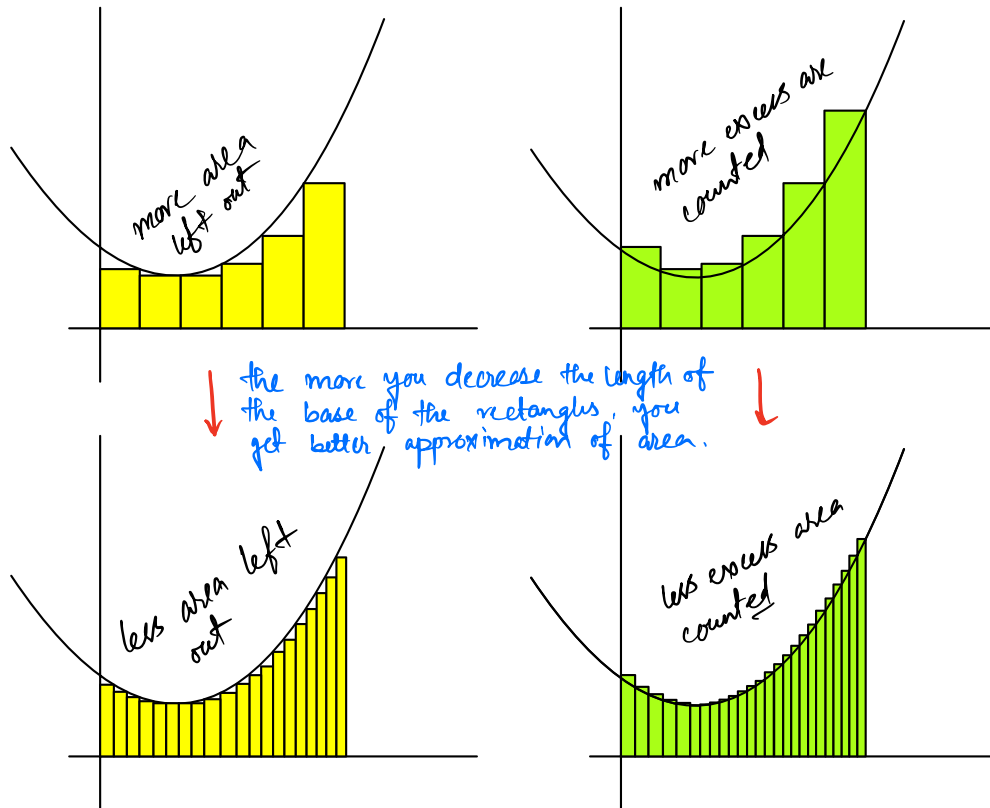 more area
left out
more excess are
counted
the more you decrease the length of
the base of the rectangles, you
get better approximation of area.
less area left
out
less excess area
counted